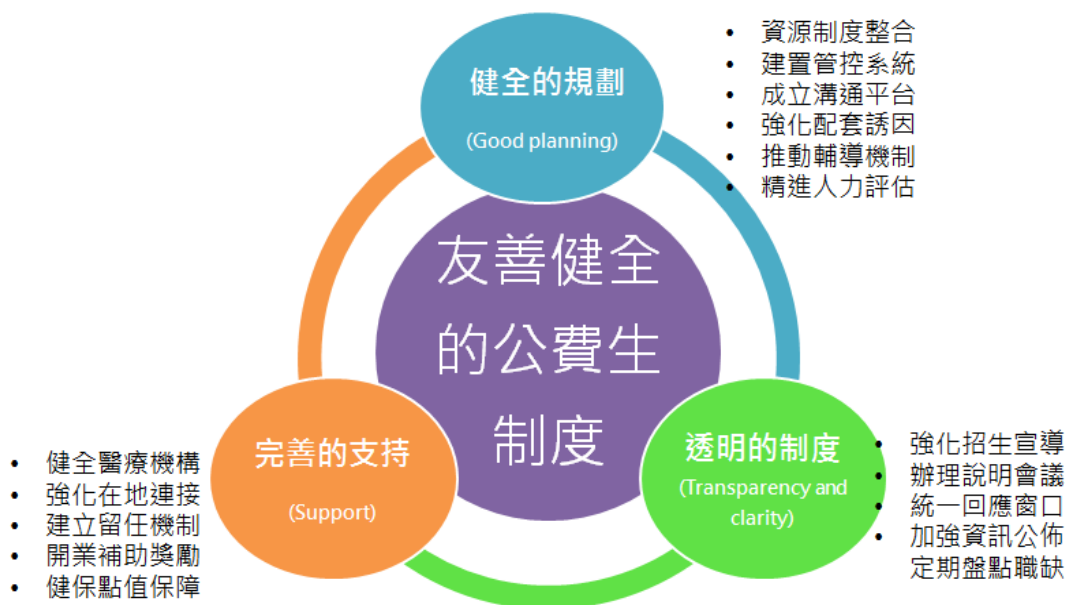 健全的規劃
(Good planning)
• 資源制度整合
• 建置管控系統
• 成立溝通平台
• 強化配套誘因
• 推動輔導機制
• 精進人力評估
友善健全
的公費生
制度
完善的支持
(Support)
• 健全醫療機構
• 強化在地連接
• 建立留任機制
• 開業補助獎勵
• 健保點值保障
透明的制度
(Transparency and
clarity)
• 強化招生宣導
• 辦理說明會議
• 統一回應窗口
• 加強資訊公佈
定期盤點職缺